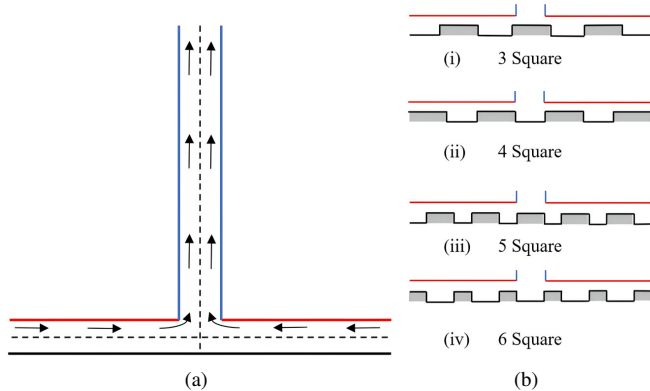 (i) 3 Square
(ii) 4 Square
(iii) 5 Square
(iv) 6 Square
(a)
(b)